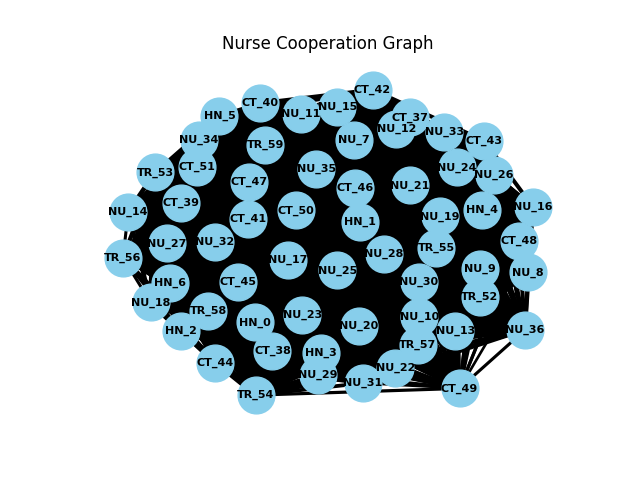 Nurse Cooperation Graph
CT_42
CT_40
NU_15
NU_11
HN_5
CT_37
NU_12
NU_33
NU_34
NU_7
CT_43
TR_59
CT_51
NU_24
NU_35
TR_53
NU_26
CT_47
NU_21
CT_46
CT_39
NU_16
CT_50
HN_4
NU_14
NU_19
CT_41
HN_1
CT_48
NU_32
NU_27
TR_55
NU_28
TR_56
NU_17
NU_9
NU_25
NU_8
CT_45
NU_30
HN_6
TR_52
NU_18
TR_58
NU_23
NU_10
HN_0
NU_20
NU_36
HN_2
NU_13
TR_57
CT_38
HN_3
CT_44
NU_22
NU_29
NU_31
CT_49
TR_54